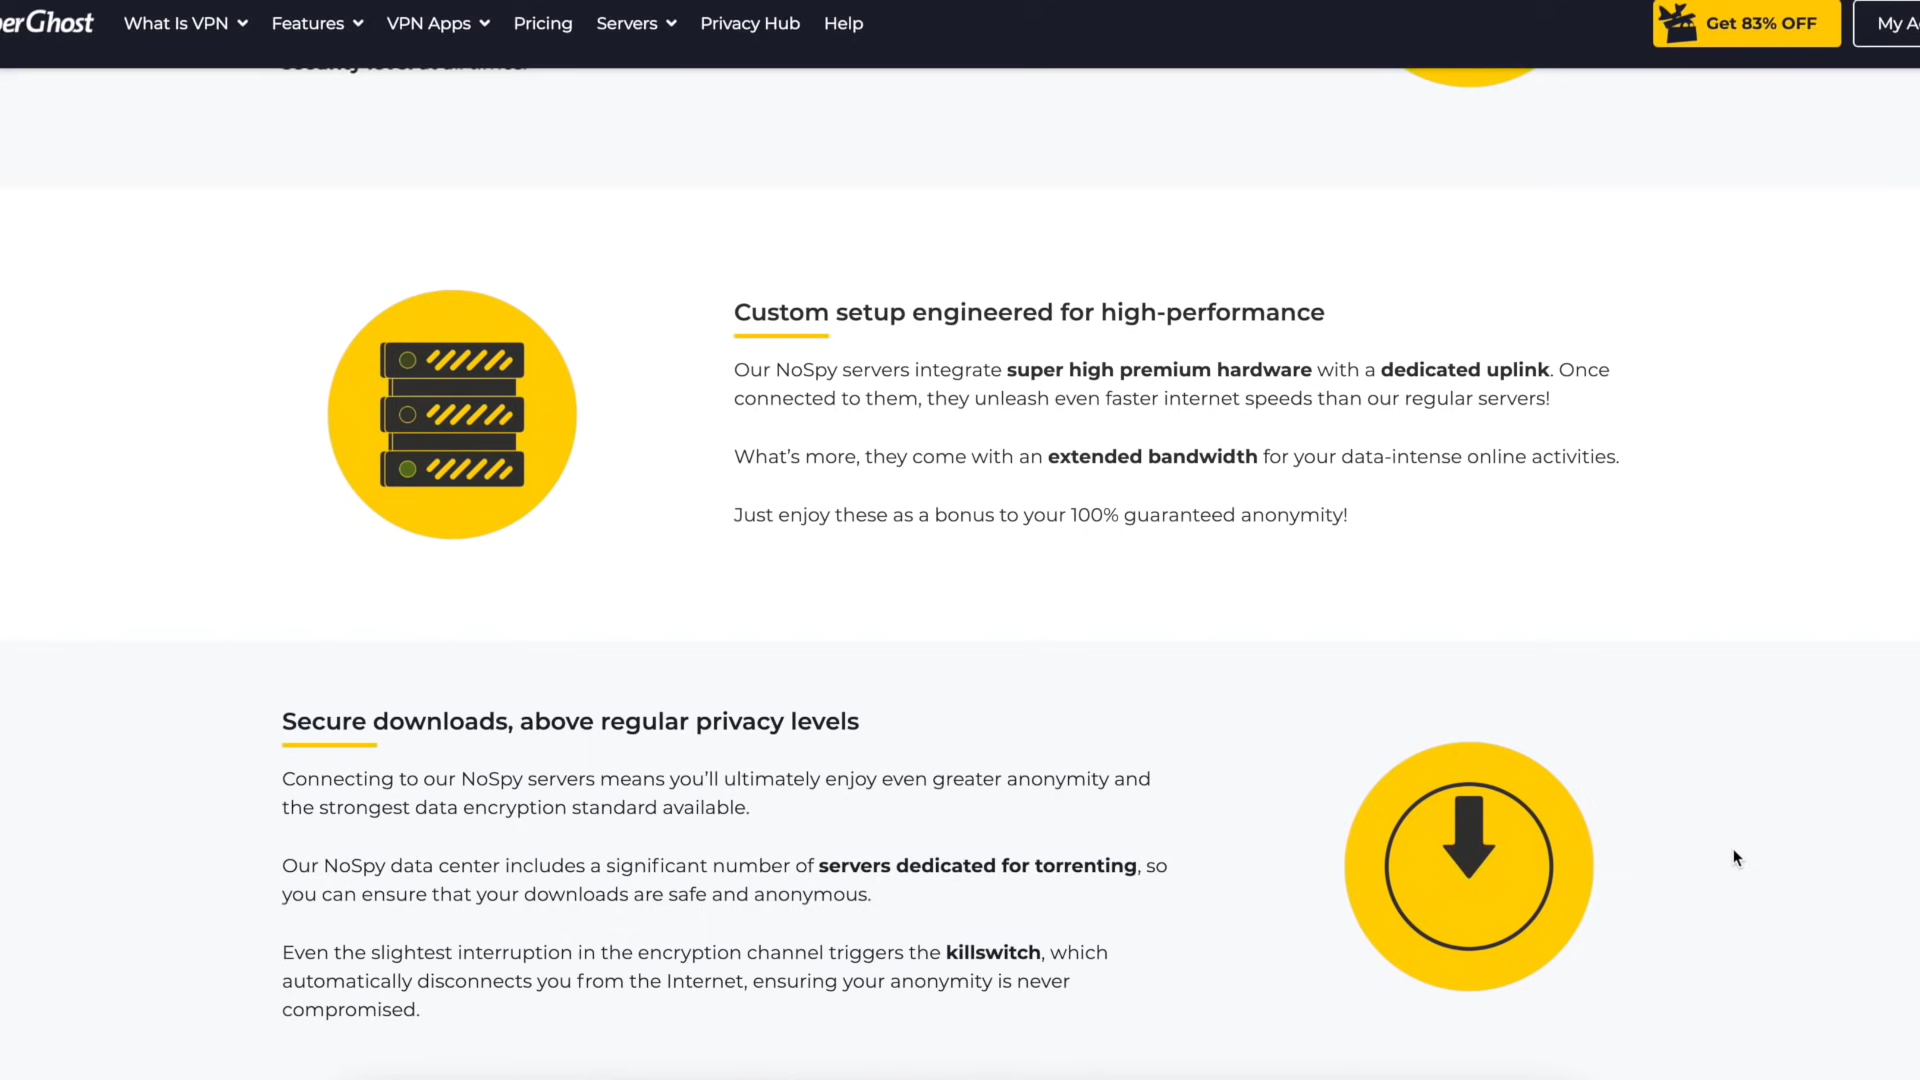 erGhost What Is VPN Features VPN Apps Pricing Servers Privacy Hub Help Get 83% OFF My A
Custom setup engineered for high-performance
Our NoSpy servers integrate super high premium hardware with a dedicated uplink. Once
connected to them, they unleash even faster internet speeds than our regular servers!
What’s more, they come with an extended bandwidth for your data-intense online activities.
Just enjoy these as a bonus to your 100% guaranteed anonymity!
Secure downloads, above regular privacy levels
Connecting to our NoSpy servers means you’ll ultimately enjoy even greater anonymity and
the strongest data encryption standard available.
Our NoSpy data center includes a significant number of servers dedicated for torrenting, so
you can ensure that your downloads are safe and anonymous.
Even the slightest interruption in the encryption channel triggers the killswitch, which
automatically disconnects you from the Internet, ensuring your anonymity is never
compromised.